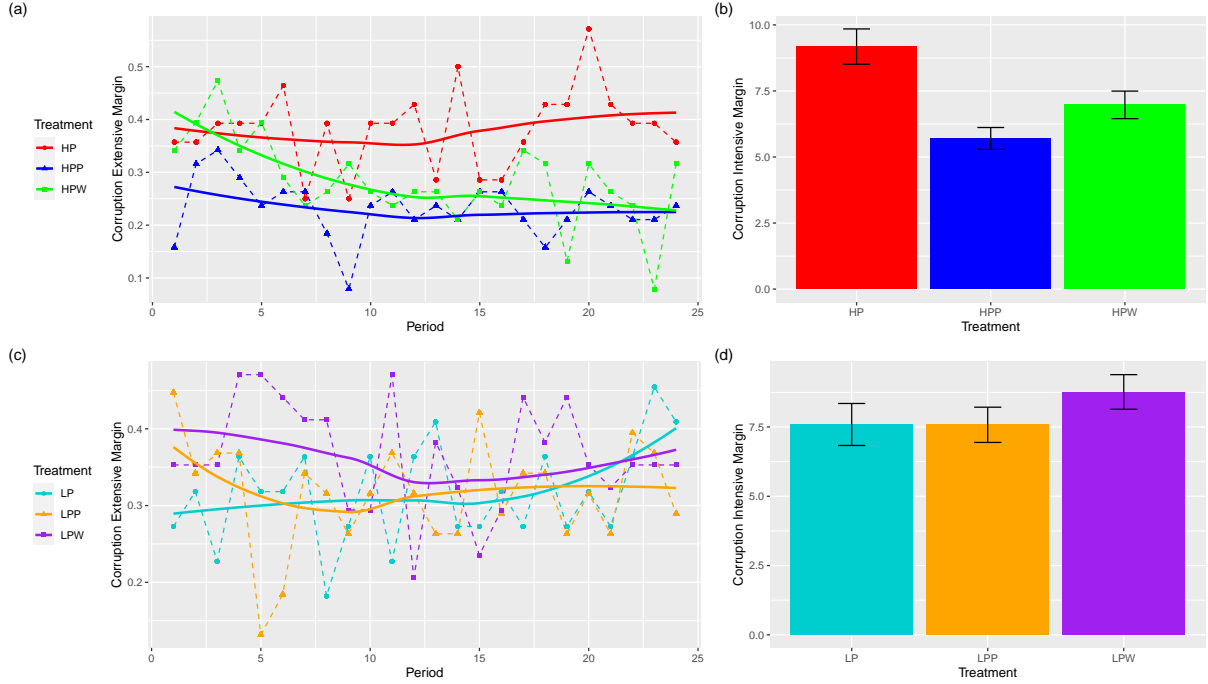 (a)
Corruption Extensive Margin
0.5
0.4
0.3
0.2
0.1
0
5
10
15
20
25
Period
Treatment
HP
HPP
HPW
(b)
Corruption Intensive Margin
10.0
7.5
5.0
2.5
0.0
HP
HPP
HPW
Treatment
(c)
Corruption Extensive Margin
0.4
0.3
0.2
0
5
10
15
20
25
Period
Treatment
LP
LPP
LPW
(d)
Corruption Intensive Margin
7.5
5.0
2.5
0.0
LP
LPP
LPW
Treatment